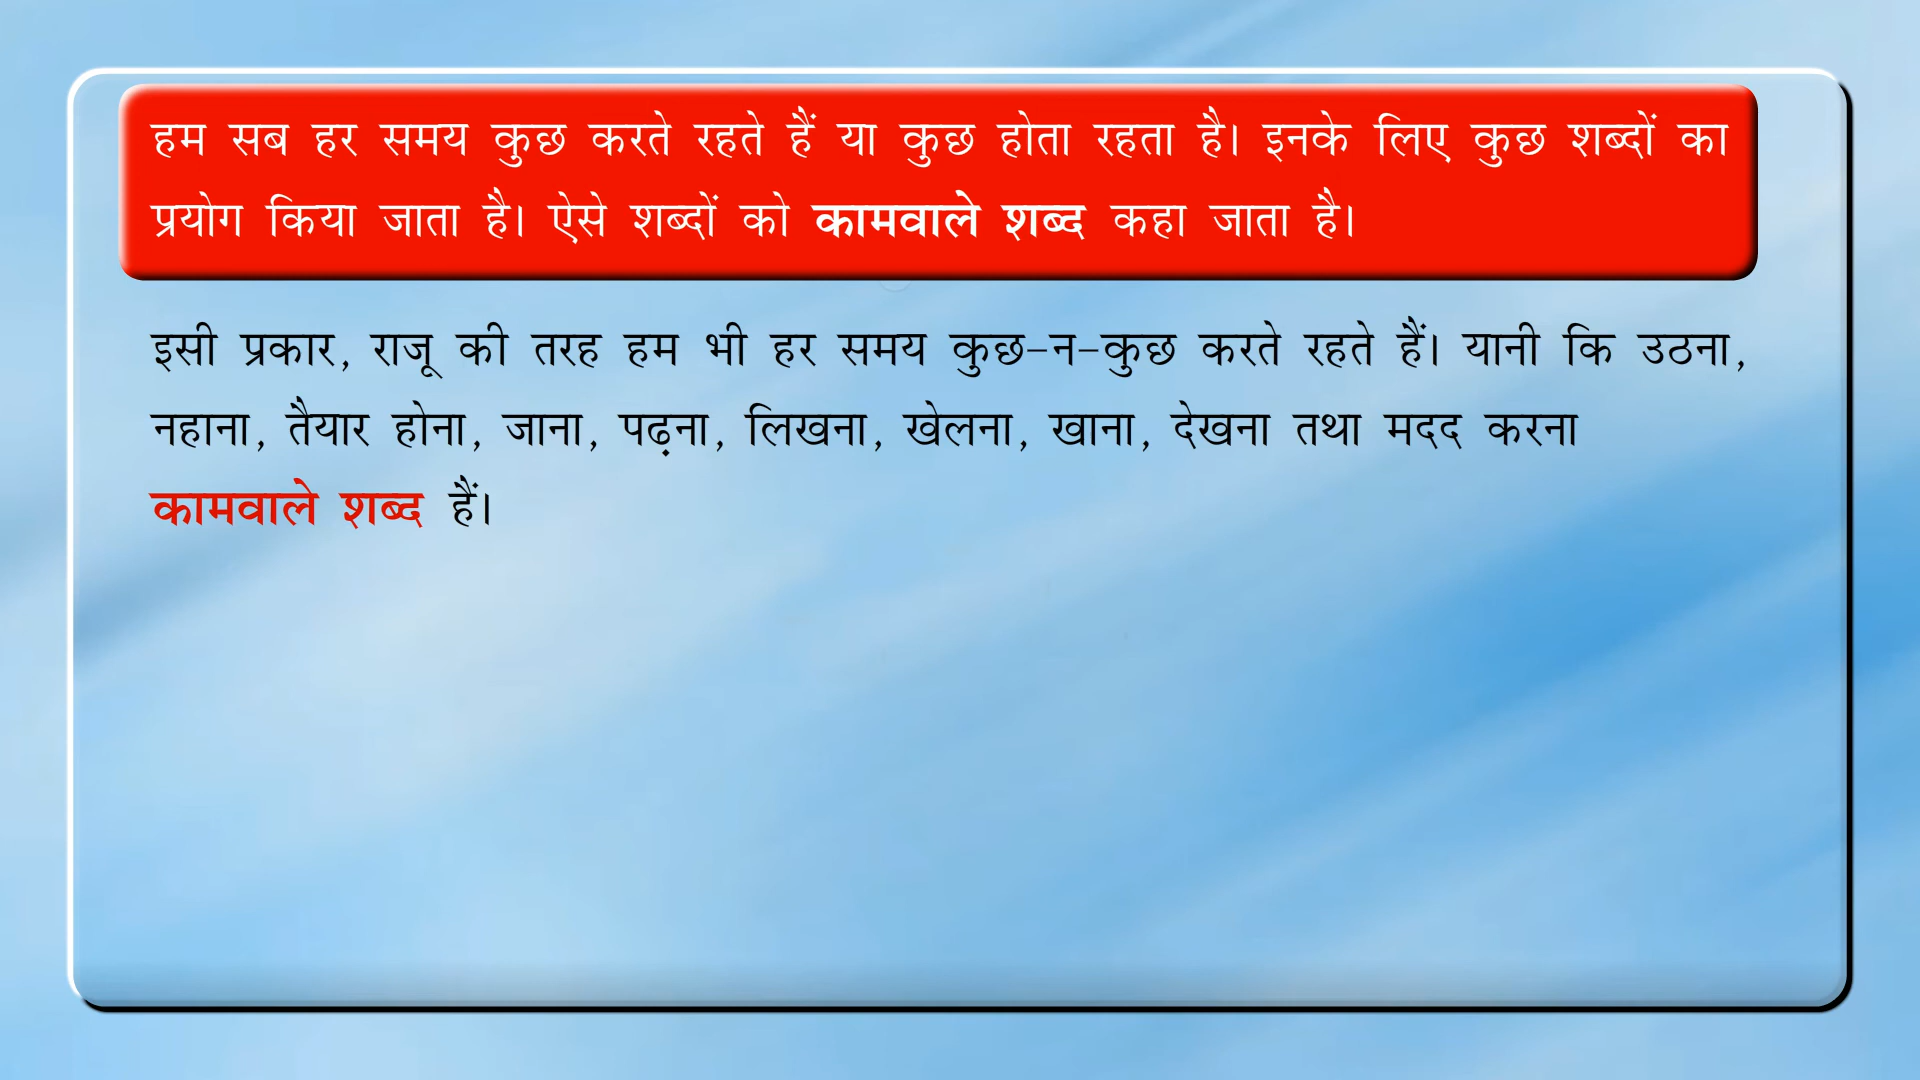 हम सब हर समय कुछ करते रहते हैं या कुछ होता रहता है। इनके लिए कुछ शब्दों का
प्रयोग किया जाता है। ऐसे शब्दों को कामवाले शब्द कहा जाता है।
इसी प्रकार, राजू की तरह हम भी हर समय कुछ-न-कुछ करते रहते हैं। यानी कि उठना,
नहाना, तैयार होना, जाना, पढ़ना, लिखना, खेलना, खाना, देखना तथा मदद करना
कामवाले शब्द हैं।